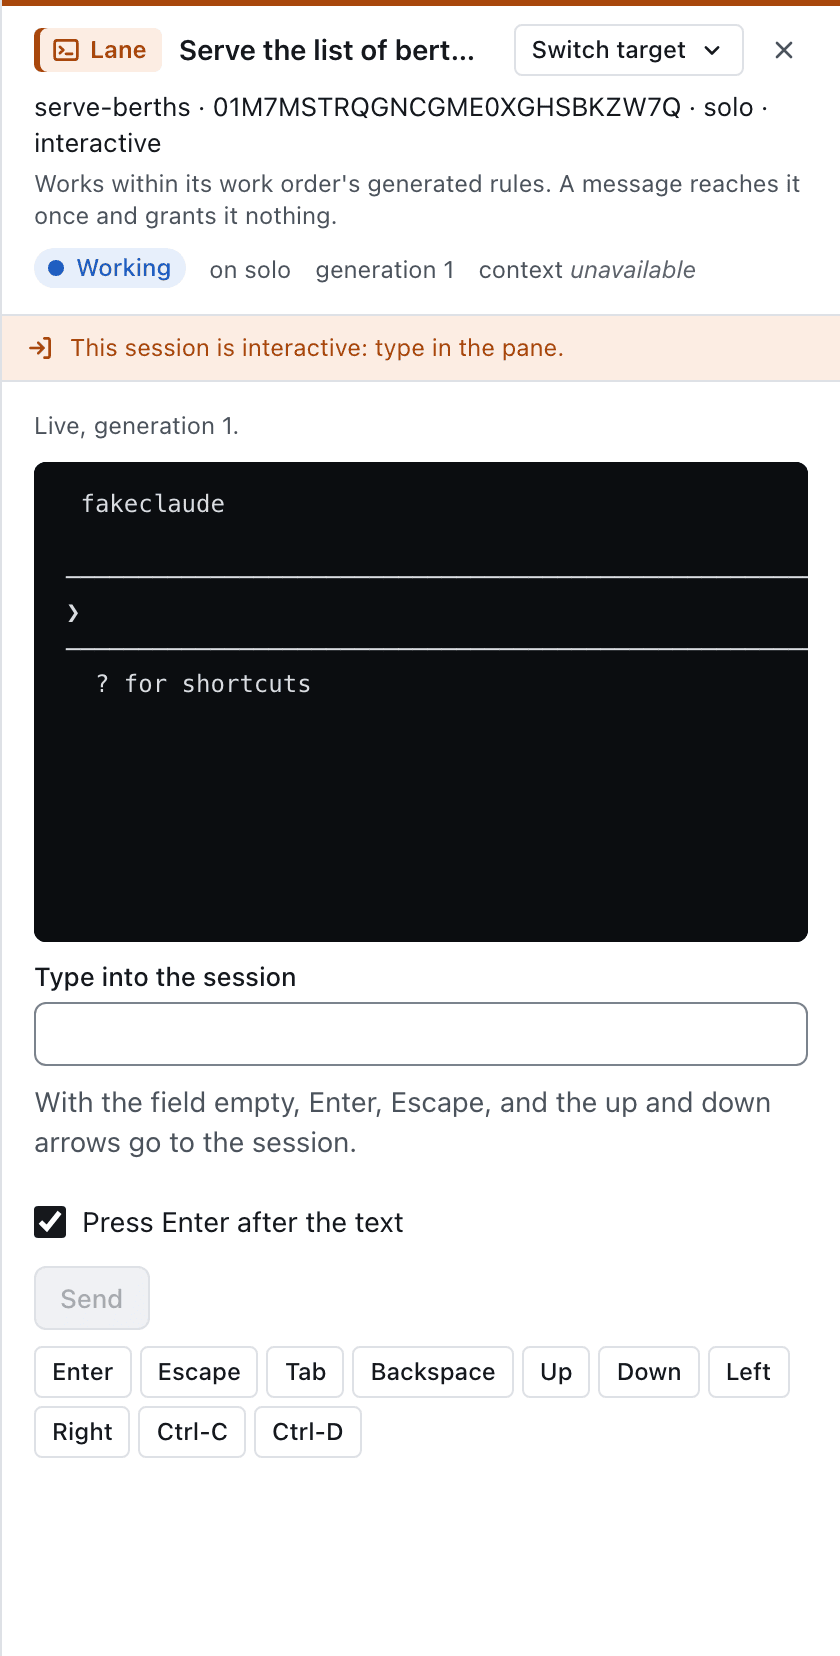 Lane
Serve the list of bert...
Switch target
serve-berths · 01M7MSTRQGNCGME0XGHSBKZW7Q · solo ·
interactive
Works within its work order's generated rules. A message reaches it
once and grants it nothing.
Working on solo generation 1 context unavailable
This session is interactive: type in the pane.
Live, generation 1.
fakeclaude
❯
? for shortcuts
Type into the session
With the field empty, Enter, Escape, and the up and down
arrows go to the session.
Press Enter after the text
Send
Enter Escape Tab Backspace Up Down Left
Right Ctrl-C Ctrl-D